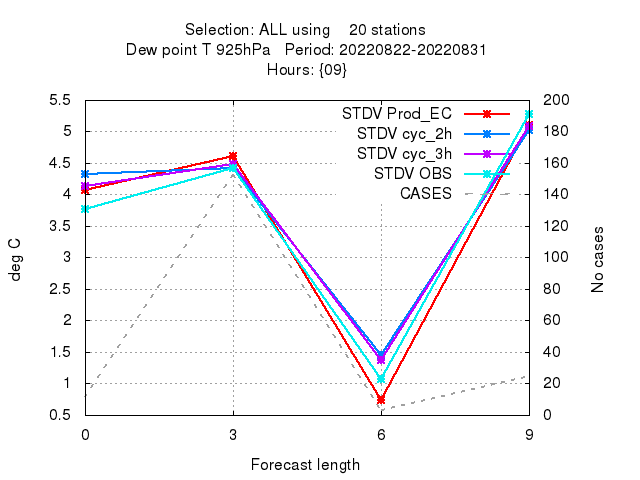 Selection: ALL using    20 stations
Dew point T 925hPa   Period: 20220822-20220831
Hours: {09}
STDV Prod_EC
STDV cyc_2h
STDV cyc_3h
STDV OBS
CASES
5.5
5
4.5
4
3.5
3
2.5
2
1.5
1
0.5
200
180
160
140
120
100
80
60
40
20
0
deg C
No cases
0 3 6 9
Forecast length